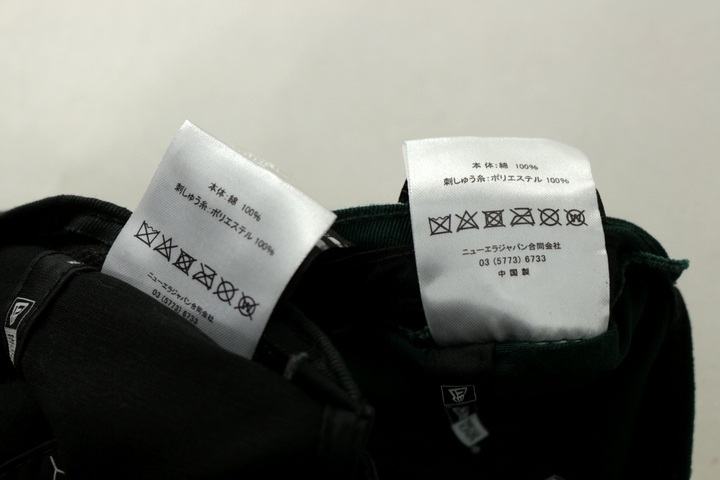 本体:綿 100%
刺しゅう糸:ポリエステル 100%
ニューエラジャパン合同会社
03 (5773) 6733
本体:綿 100%
刺しゅう糸:ポリエステル 100%
ニューエラジャパン合同会社
03 (5773) 6733
中国製